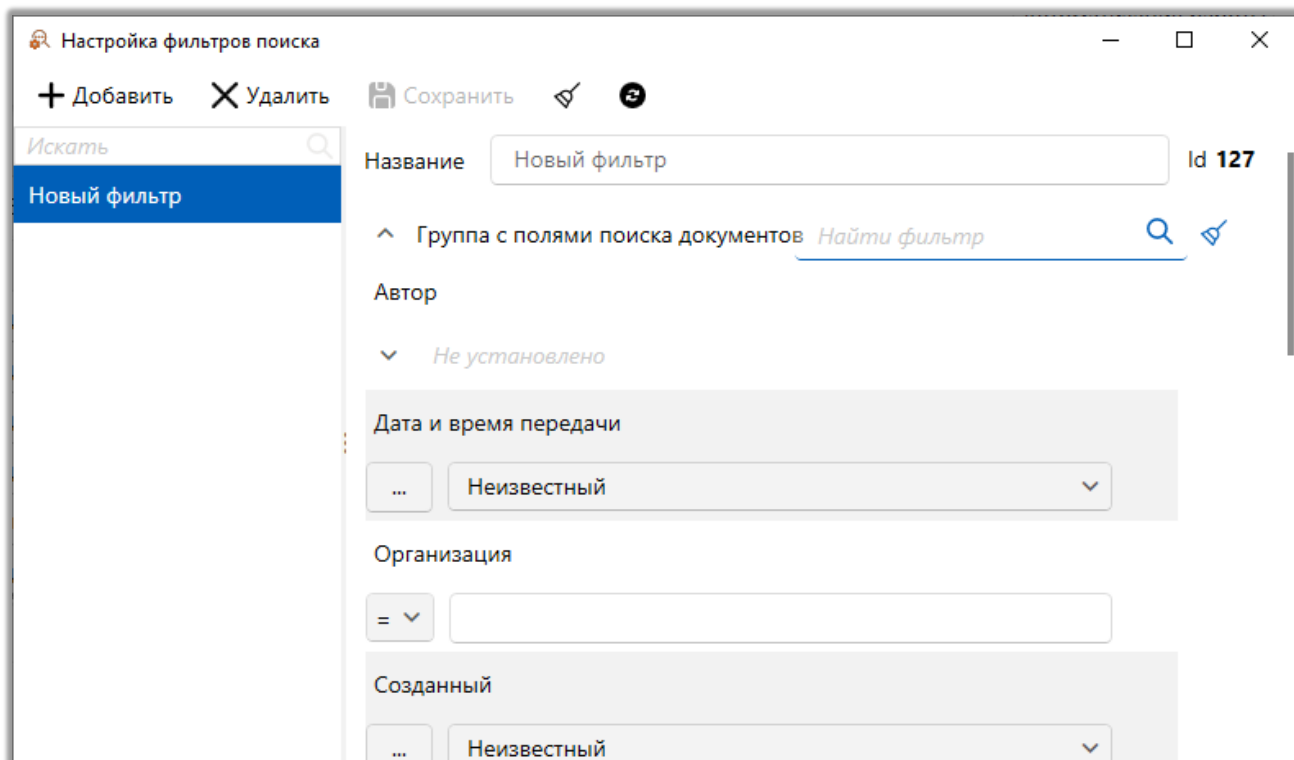 Настройка фильтров поиска
Добавить Удалить Сохранить
Искать
Новый фильтр
Название Новый фильтр Id 127
Группа с полями поиска документов Найти фильтр
Автор
Не установлено
Дата и время передачи
... Неизвестный
Организация
=
Созданный
... Неизвестный